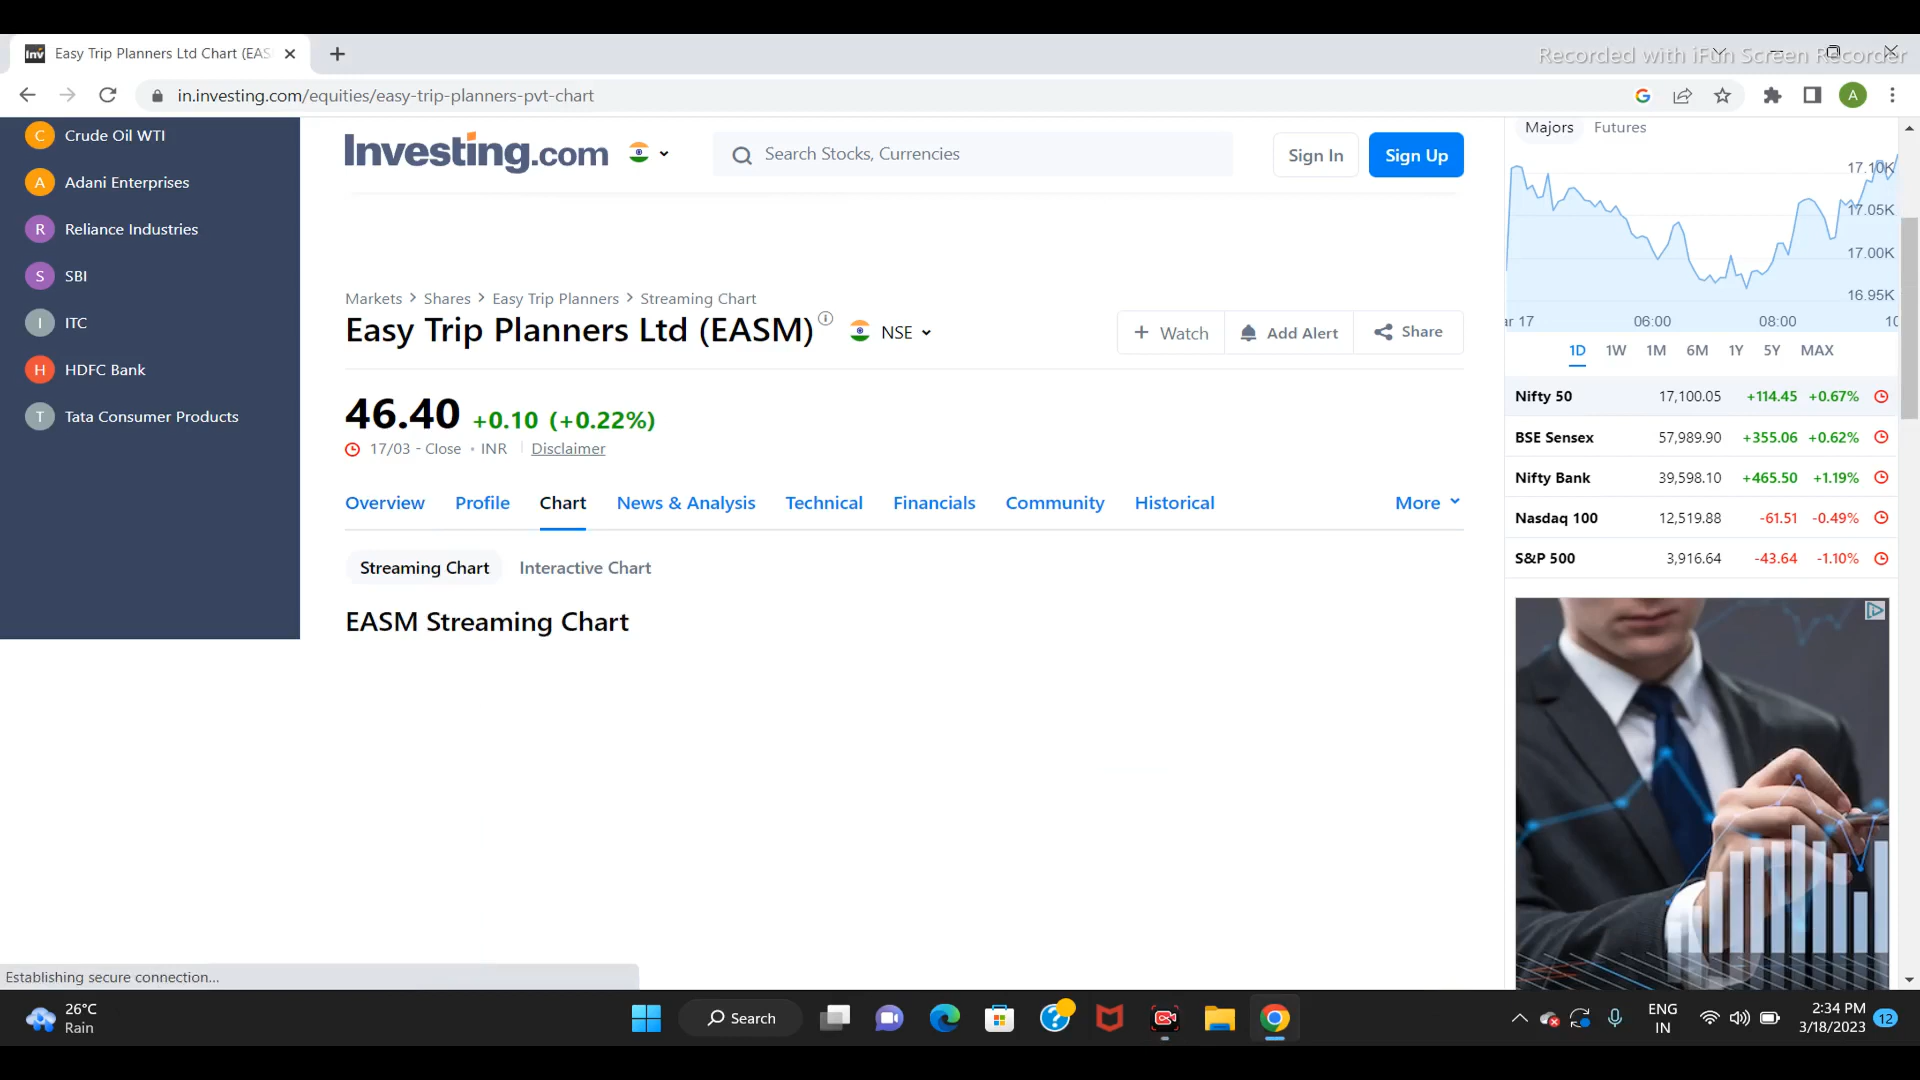 Easy Trip Planners Ltd Chart (EAS
Recorded with iFun Screen Recorder
in.investing.com/equities/easy-trip-planners-pvt-chart
A
C Crude Oil WTI
A Adani Enterprises
R Reliance Industries
S SBI
I ITC
H HDFC Bank
T Tata Consumer Products
Investing.com
Search Stocks, Currencies
Sign In
Sign Up
Markets > Shares > Easy Trip Planners > Streaming Chart
Easy Trip Planners Ltd (EASM)
NSE
+ Watch
Add Alert
Share
46.40 +0.10 (+0.22%)
17/03 - Close • INR | Disclaimer
Overview Profile Chart News & Analysis Technical Financials Community Historical More
Streaming Chart Interactive Chart
EASM Streaming Chart
Majors Futures
17.10K
17.05K
17.00K
16.95K
ar 17 06:00 08:00 10
1D 1W 1M 6M 1Y 5Y MAX
Nifty 50 17,100.05 +114.45 +0.67%
BSE Sensex 57,989.90 +355.06 +0.62%
Nifty Bank 39,598.10 +465.50 +1.19%
Nasdaq 100 12,519.88 -61.51 -0.49%
S&P 500 3,916.64 -43.64 -1.10%
Establishing secure connection...
26°C
Rain
Search
ENG
IN
2:34 PM
3/18/2023
12